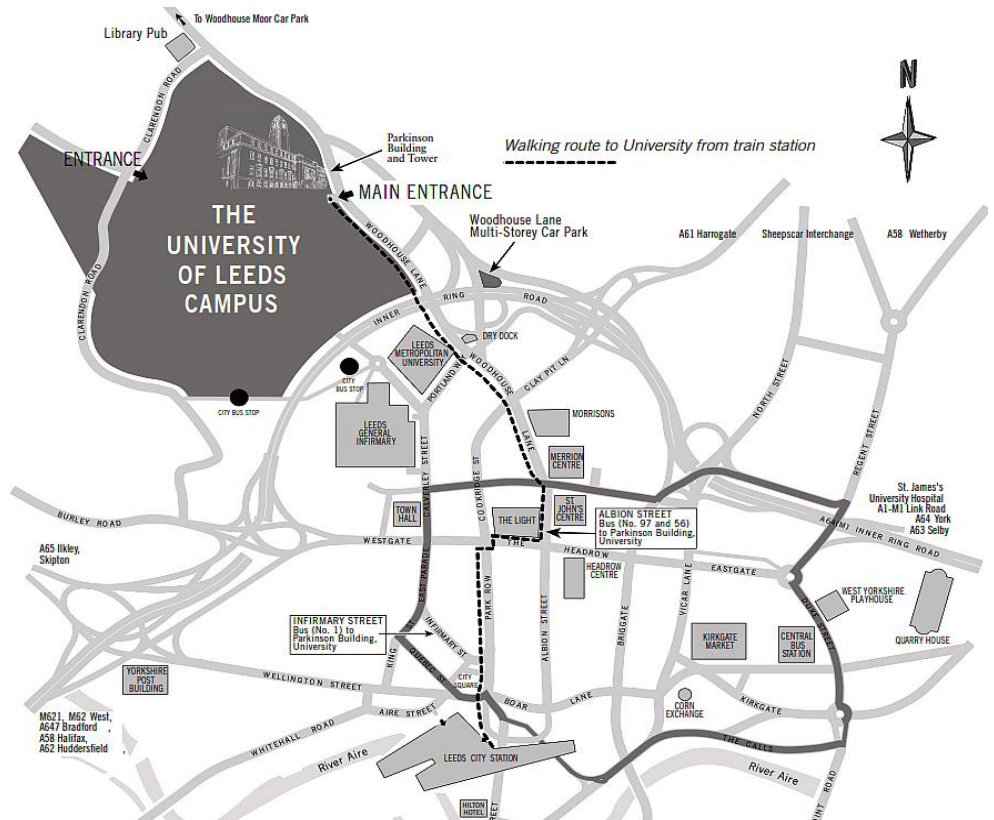 To Woodhouse Moor Car Park
Library Pub
N
CLARENDON ROAD
Parkinson
Building
and Tower
Walking route to University from train station
ENTRANCE
MAIN ENTRANCE
THE
UNIVERSITY
OF LEEDS
CAMPUS
Woodhouse Lane
Multi-Storey Car Park
A61 Harrogate
Sheepscar Interchange
A58 Wetherby
WOODHOUSE LANE
CLARENDON ROAD
INNER RING ROAD
DRY DOCK
LEEDS
METROPOLITAN
UNIVERSITY
PORTLAND W
WOODHOUSE LANE
CLAY PIT LN
CITY
BUS STOP
CITY BUS STOP
NORTH STREET
REGENT STREET
MORRISONS
LEEDS
GENERAL
INFIRMARY
MERRION
CENTRE
CALVERLEY STREET
COOKRIDGE ST
ST.
JOHN'S
CENTRE
St. James's
University Hospital
A1-M1 Link Road
A64 York
A63 Selby
BURLEY ROAD
TOWN
HALL
THE LIGHT
ALBION STREET
Bus (No. 97 and 56)
to Parkinson Building,
University
A64(M) INNER RING ROAD
A65 Ilkley,
Skipton
WESTGATE
THE HEADROW
EASTGATE
HEADROW
CENTRE
EAST PARADE
PARK ROW
ALBION STREET
BRIGGATE
VICAR LANE
DUKE STREET
WEST YORKSHIRE
PLAYHOUSE
QUARRY HOUSE
INFIRMARY STREET
Bus (No. 1) to
Parkinson Building,
University
INFIRMARY ST
KING ST
QUEBEC ST
KIRKGATE
MARKET
CENTRAL
BUS
STATION
YORKSHIRE
POST
BUILDING
WELLINGTON STREET
CITY
SQUARE
BOAR LANE
CORN
EXCHANGE
KIRKGATE
M621, M62 West,
A647 Bradford ,
A58 Halifax,
A62 Huddersfield ,
AIRE STREET
WHITEHALL ROAD
River Aire
LEEDS CITY STATION
THE CALLS
River Aire
HILTON
HOTEL
ROAD